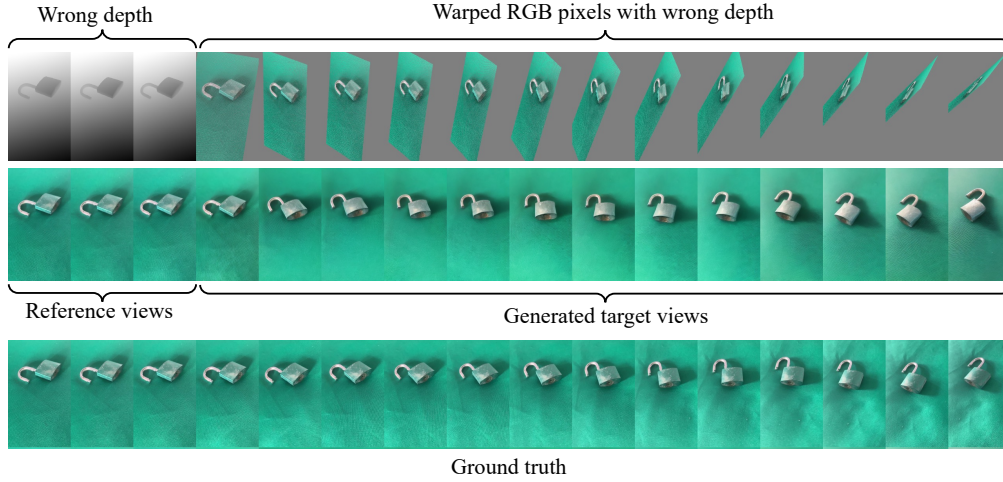 Wrong depth
Warped RGB pixels with wrong depth
Reference views
Generated target views
Ground truth